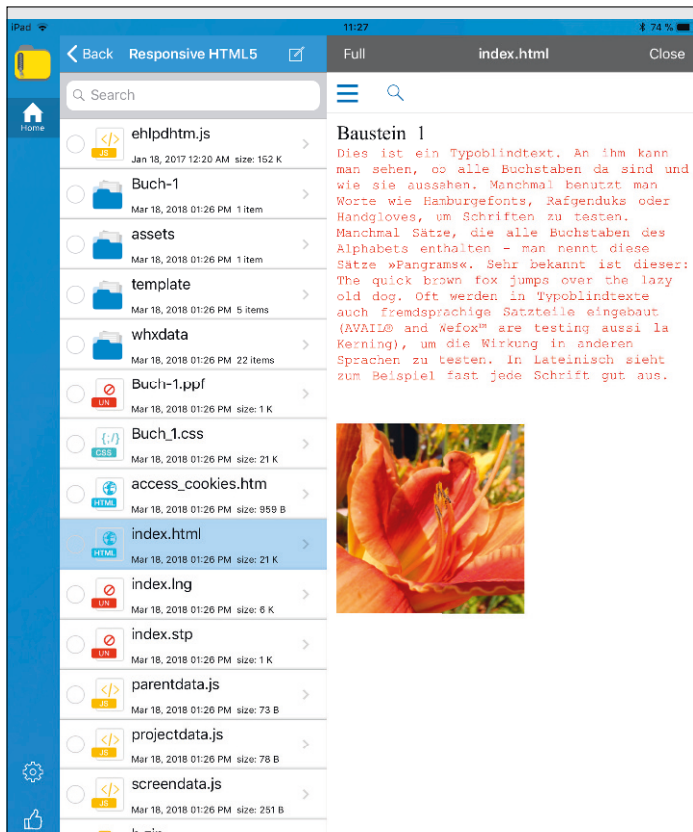 iPad
11:27
74 %
Back
Responsive HTML5
Full
index.html
Close
Home
Search
ehlpdhtm.js
JS
Jan 18, 2017 12:20 AM size: 152 K
Buch-1
Mar 18, 2018 01:26 PM 1 item
assets
Mar 18, 2018 01:26 PM 1 item
template
Mar 18, 2018 01:26 PM 5 items
whxdata
Mar 18, 2018 01:26 PM 22 items
Buch-1.ppf
UN
Mar 18, 2018 01:26 PM size: 1 K
Buch_1.css
{;/}
CSS
Mar 18, 2018 01:26 PM size: 21 K
access_cookies.htm
HTML
Mar 18, 2018 01:26 PM size: 959 B
index.html
HTML
Mar 18, 2018 01:26 PM size: 21 K
index.lng
UN
Mar 18, 2018 01:26 PM size: 6 K
index.stp
UN
Mar 18, 2018 01:26 PM size: 1 K
parentdata.js
JS
Mar 18, 2018 01:26 PM size: 73 B
projectdata.js
JS
Mar 18, 2018 01:26 PM size: 78 B
screendata.js
JS
Mar 18, 2018 01:26 PM size: 251 B
Baustein 1
Dies ist ein Typoblindtext. An ihm kann
man sehen, ob alle Buchstaben da sind und
wie sie aussehen. Manchmal benutzt man
Worte wie Hamburgefonts, Rafgenduks oder
Handgloves, um Schriften zu testen.
Manchmal Sätze, die alle Buchstaben des
Alphabets enthalten - man nennt diese
Sätze »Pangrams«. Sehr bekannt ist dieser:
The quick brown fox jumps over the lazy
old dog. Oft werden in Typoblindtexte
auch fremdsprachige Satzteile eingebaut
(AVAIL® and Wefox™ are testing aussi la
Kerning), um die Wirkung in anderen
Sprachen zu testen. In Lateinisch sieht
zum Beispiel fast jede Schrift gut aus.